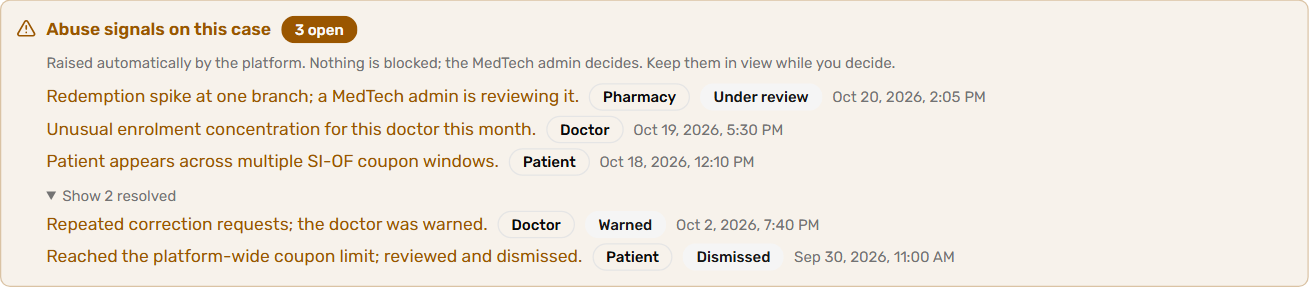 Abuse signals on this case 3 open
Raised automatically by the platform. Nothing is blocked; the MedTech admin decides. Keep them in view while you decide.
Redemption spike at one branch; a MedTech admin is reviewing it. Pharmacy Under review Oct 20, 2026, 2:05 PM
Unusual enrolment concentration for this doctor this month. Doctor Oct 19, 2026, 5:30 PM
Patient appears across multiple SI-OF coupon windows. Patient Oct 18, 2026, 12:10 PM
Show 2 resolved
Repeated correction requests; the doctor was warned. Doctor Warned Oct 2, 2026, 7:40 PM
Reached the platform-wide coupon limit; reviewed and dismissed. Patient Dismissed Sep 30, 2026, 11:00 AM